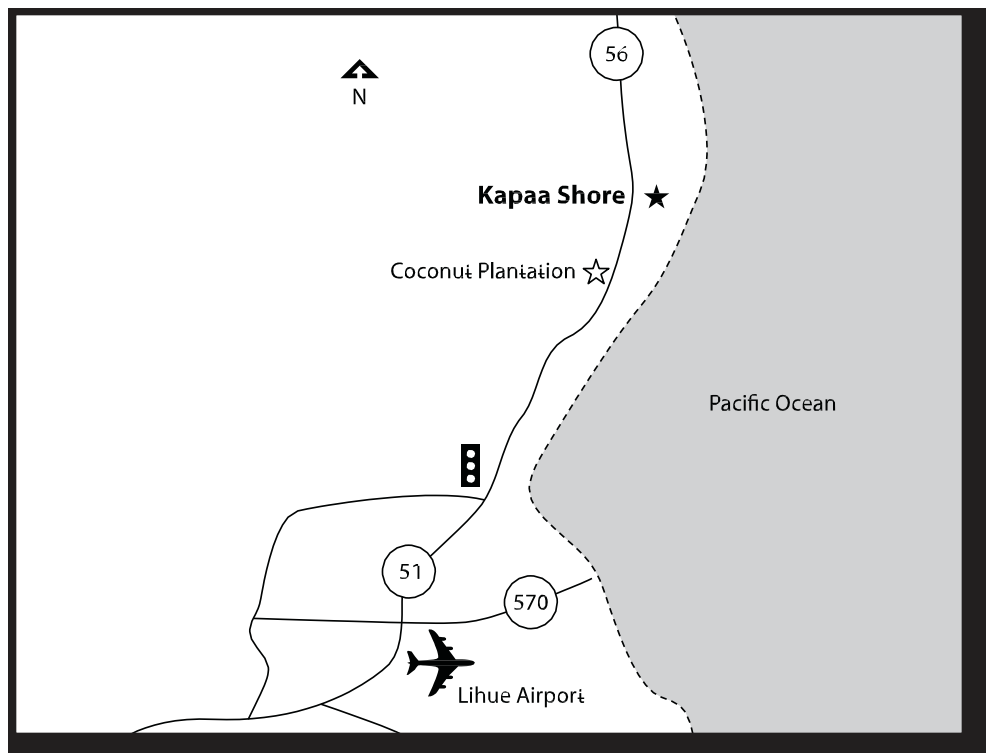 56
N
Kapaa Shore
Coconut Plantation
Pacific Ocean
51
570
Lihue Airport